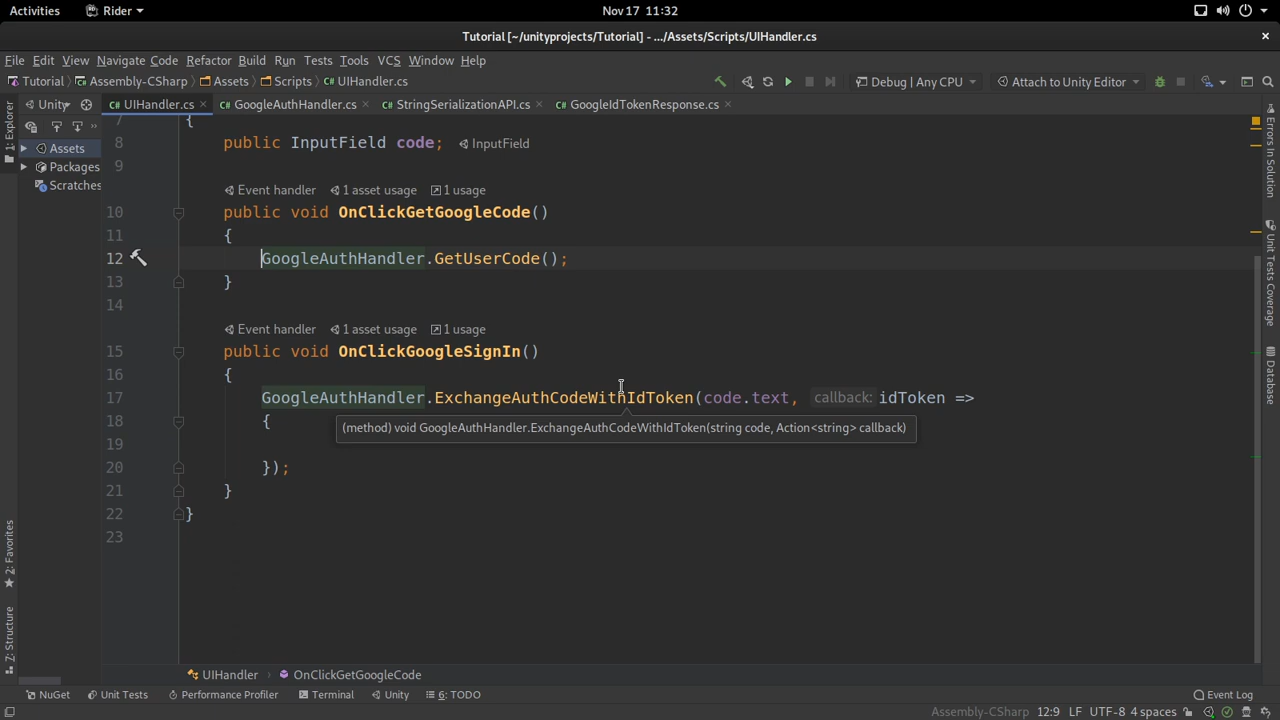 Activities Rider Nov 17 11:32
Tutorial [~/unityprojects/Tutorial] - .../Assets/Scripts/UIHandler.cs
File Edit View Navigate Code Refactor Build Run Tests Tools VCS Window Help
Tutorial Assembly-CSharp Assets Scripts UIHandler.cs Debug | Any CPU Attach to Unity Editor
Unity UIHandler.cs GoogleAuthHandler.cs StringSerializationAPI.cs GoogleIdTokenResponse.cs
1: Explorer
Assets
Packages
Scratches
7 {
8 public InputField code; InputField
9
Event handler 1 asset usage 1 usage
10 public void OnClickGetGoogleCode()
11 {
12 GoogleAuthHandler.GetUserCode();
13 }
14
Event handler 1 asset usage 1 usage
15 public void OnClickGoogleSignIn()
16 {
17 GoogleAuthHandler.ExchangeAuthCodeWithIdToken(code.text, callback: idToken =>
18 {
(method) void GoogleAuthHandler.ExchangeAuthCodeWithIdToken(string code, Action<string> callback)
19
20 });
21 }
22 }
23
Errors In Solution
Unit Tests Coverage
Database
2: Favorites
Z: Structure
UIHandler OnClickGetGoogleCode
NuGet Unit Tests Performance Profiler Terminal Unity 6: TODO Event Log
Assembly-CSharp 12:9 LF UTF-8 4 spaces